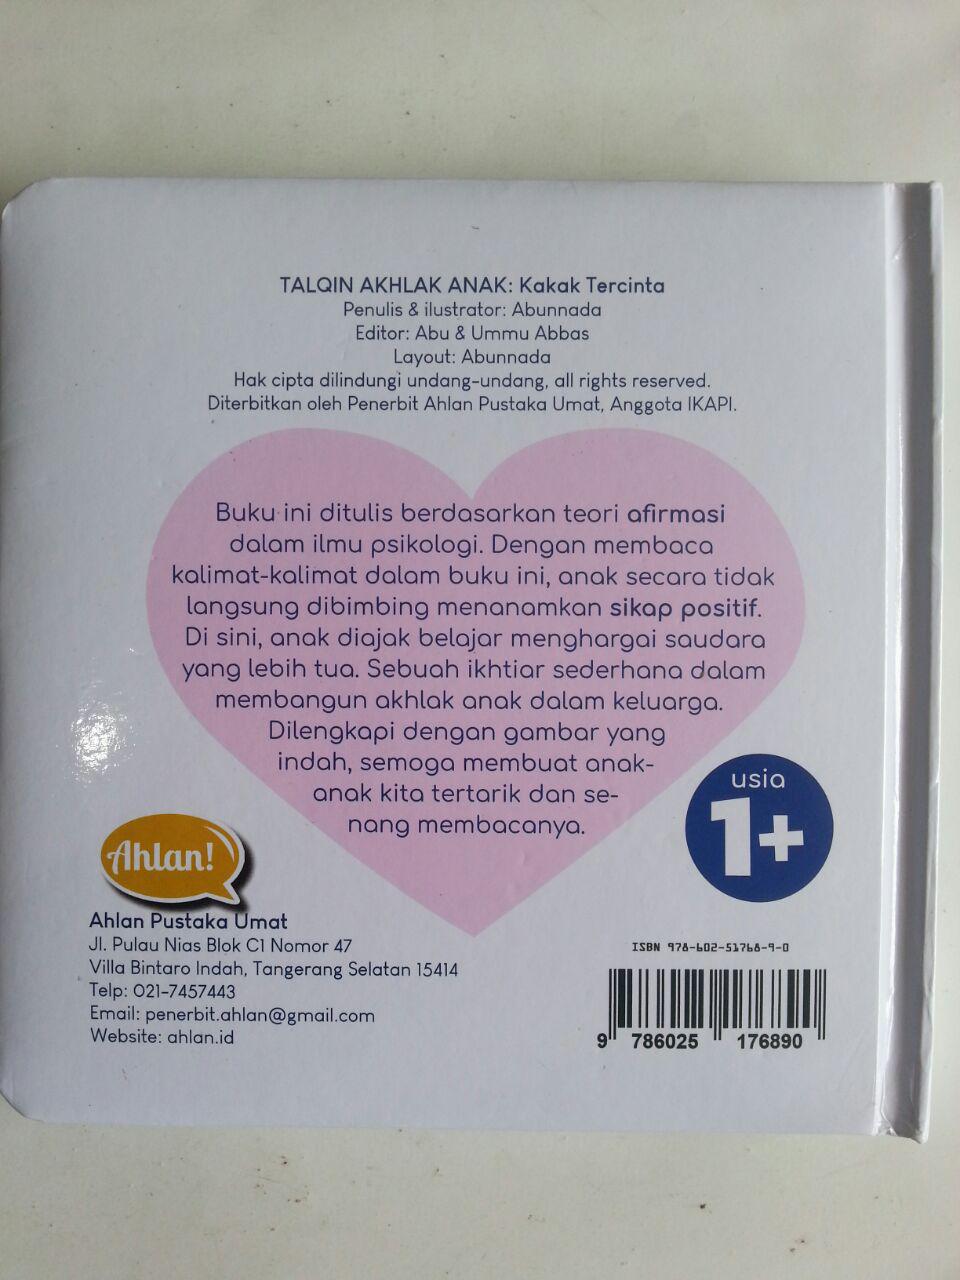 TALQIN AKHLAK ANAK: Kakak Tercinta
Penulis & ilustrator: Abunnada
Editor: Abu & Ummu Abbas
Layout: Abunnada
Hak cipta dilindungi undang-undang, all rights reserved.
Diterbitkan oleh Penerbit Ahlan Pustaka Umat, Anggota IKAPI.
Buku ini ditulis berdasarkan teori afirmasi
dalam ilmu psikologi. Dengan membaca
kalimat-kalimat dalam buku ini, anak secara tidak
langsung dibimbing menanamkan sikap positif.
Di sini, anak diajak belajar menghargai saudara
yang lebih tua. Sebuah ikhtiar sederhana dalam
membangun akhlak anak dalam keluarga.
Dilengkapi dengan gambar yang
indah, semoga membuat anak-
anak kita tertarik dan se-
nang membacanya.
usia
1+
Ahlan!
Ahlan Pustaka Umat
Jl. Pulau Nias Blok C1 Nomor 47
Villa Bintaro Indah, Tangerang Selatan 15414
Telp: 021-7457443
Email: penerbit.ahlan@gmail.com
Website: ahlan.id
ISBN 978-602-51768-9-0
9 786025 176890